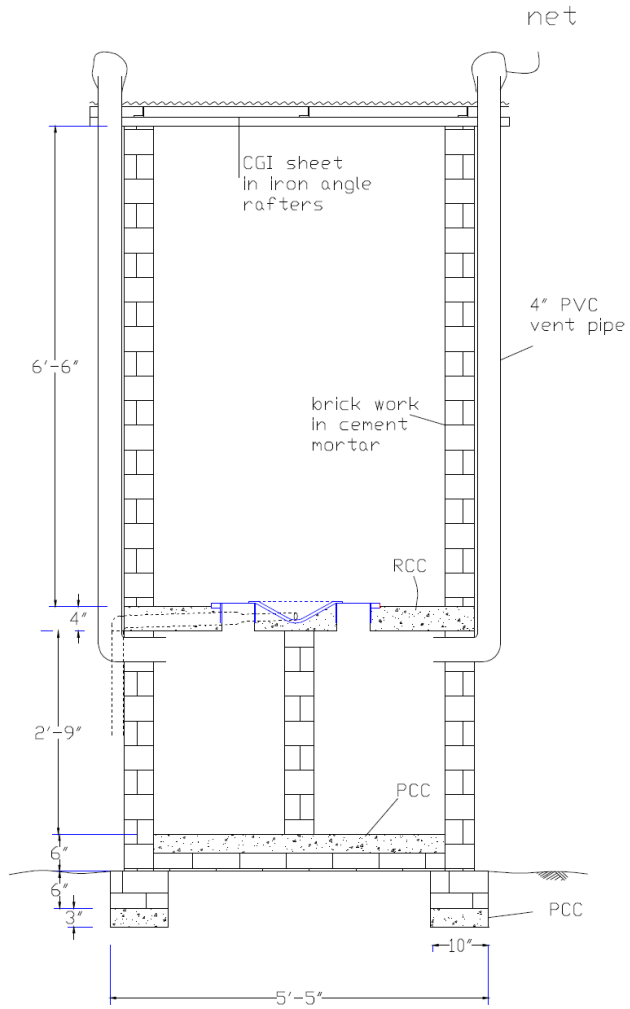 net
CGI sheet
in iron angle
rafters
4" PVC
vent pipe
6'-6"
brick work
in cement
mortar
RCC
4"
2'-9"
PCC
6"
6"
3"
PCC
10"
5'-5"